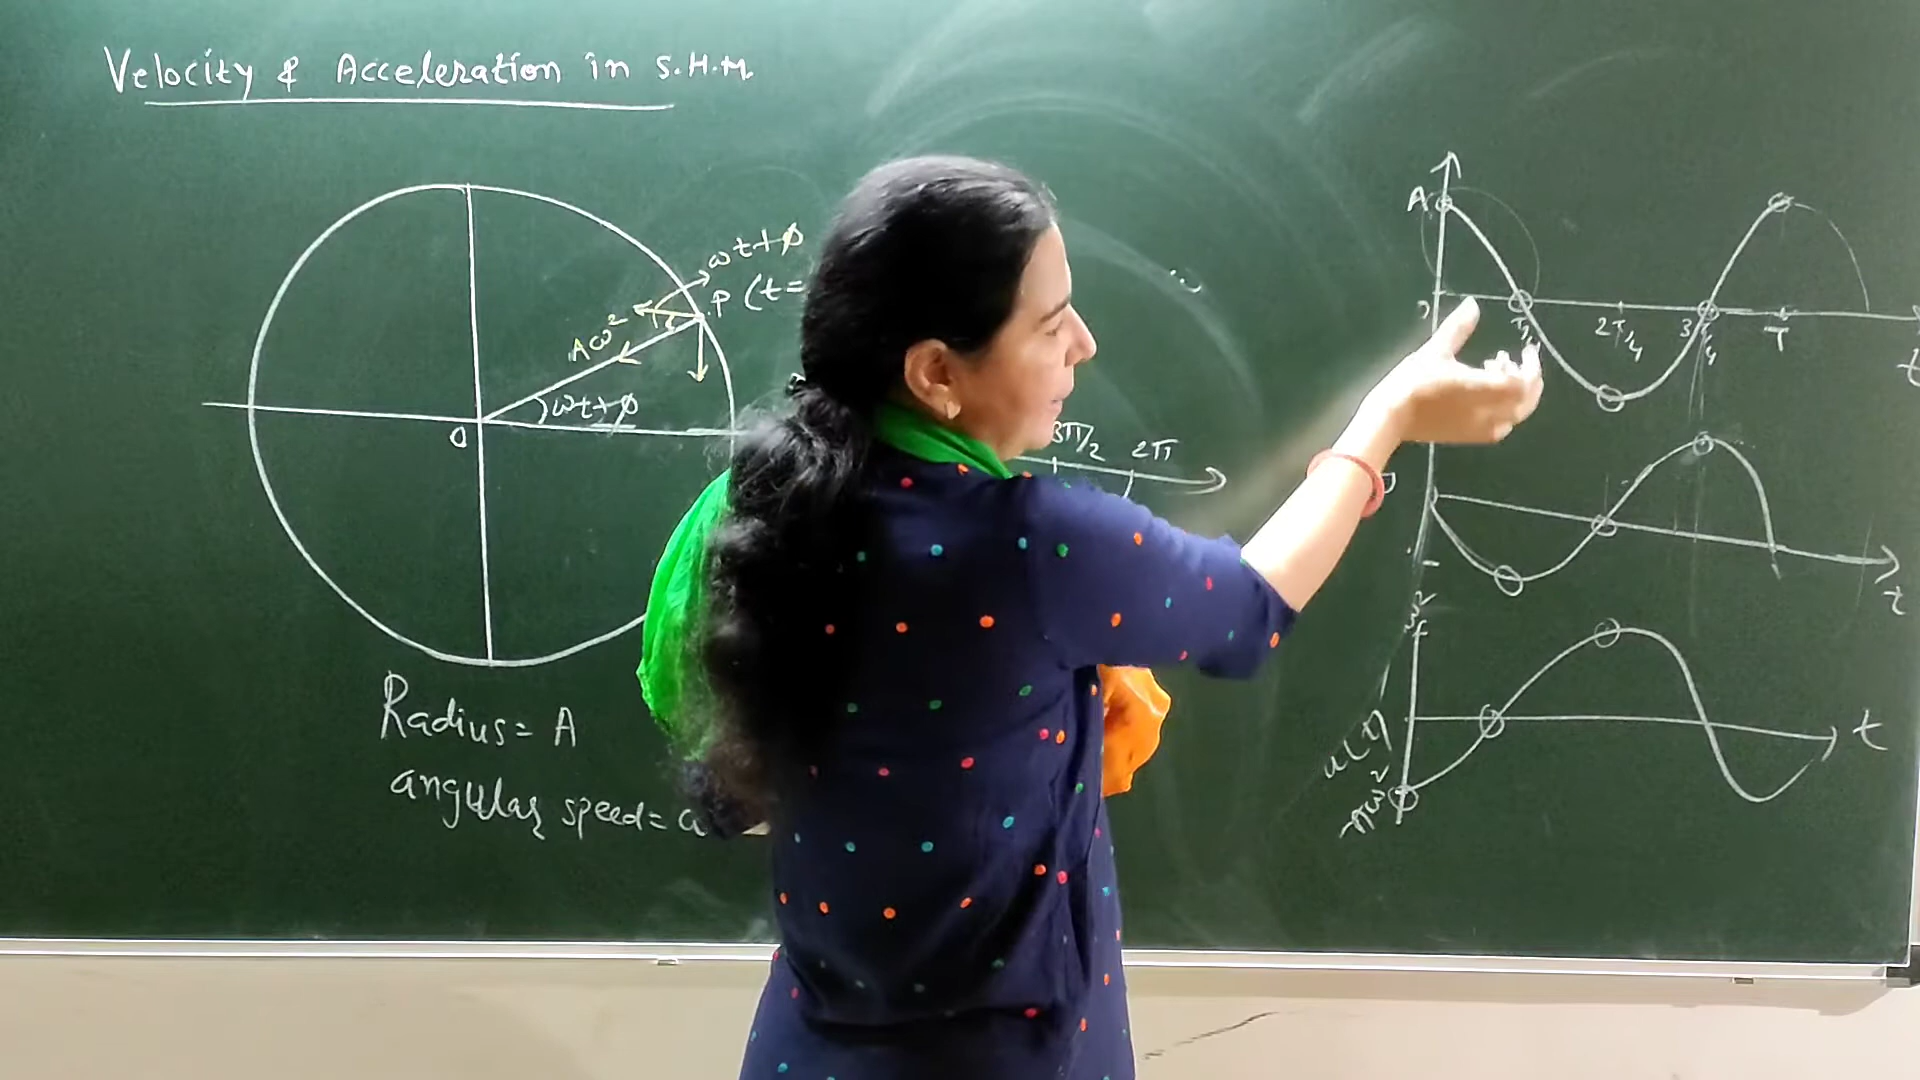 Velocity & Acceleration in S.H.M
ωt+φ
P (t=
Aω²
ωt+φ
O
Radius = A
angular speed =
3π/2 2π
A
2T/4 3T/4 T
t
t
t